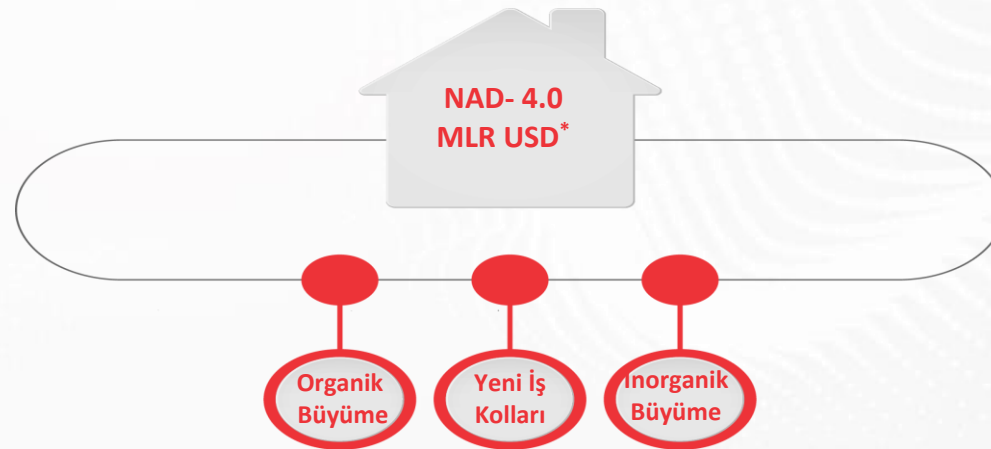 NAD- 4.0
MLR USD*
Organik
Büyüme
Yeni İş
Kolları
Inorganik
Büyüme